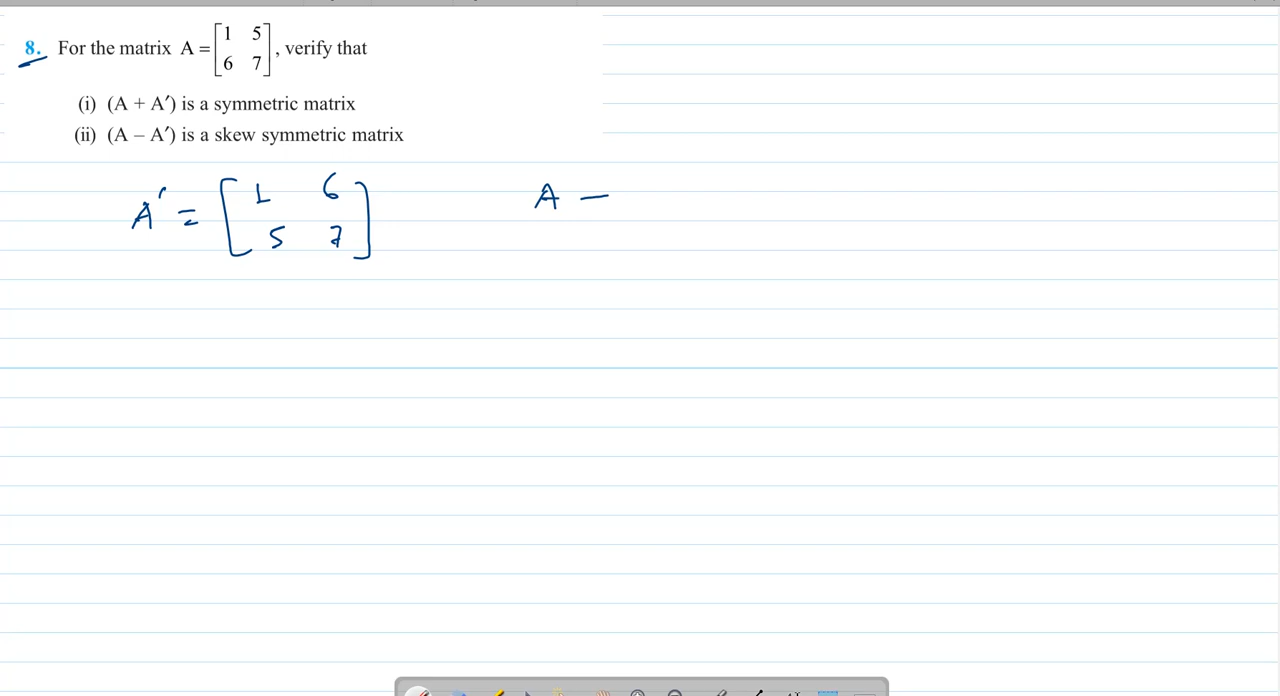 8. For the matrix A = [1 5
6 7], verify that
(i) (A + A′) is a symmetric matrix
(ii) (A – A′) is a skew symmetric matrix
A′ = [1 6
5 7]
A –